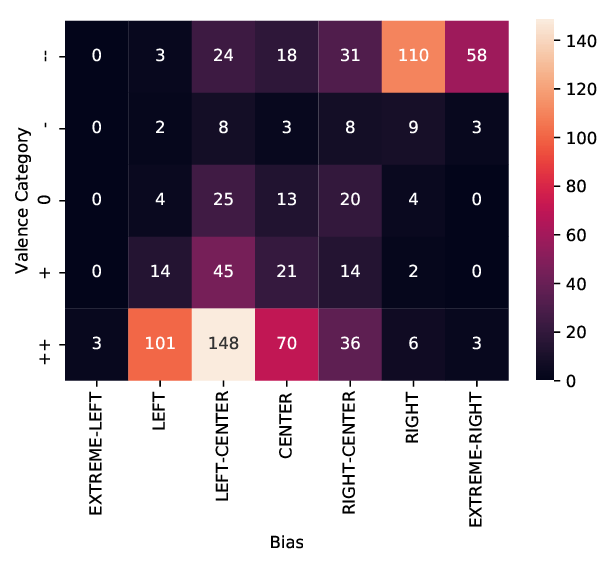 -- 0 3 24 18 31 110 58
- 0 2 8 3 8 9 3
0 0 4 25 13 20 4 0
+ 0 14 45 21 14 2 0
++ 3 101 148 70 36 6 3
Valence Category
EXTREME-LEFT LEFT LEFT-CENTER CENTER RIGHT-CENTER RIGHT EXTREME-RIGHT
Bias
140
120
100
80
60
40
20
0